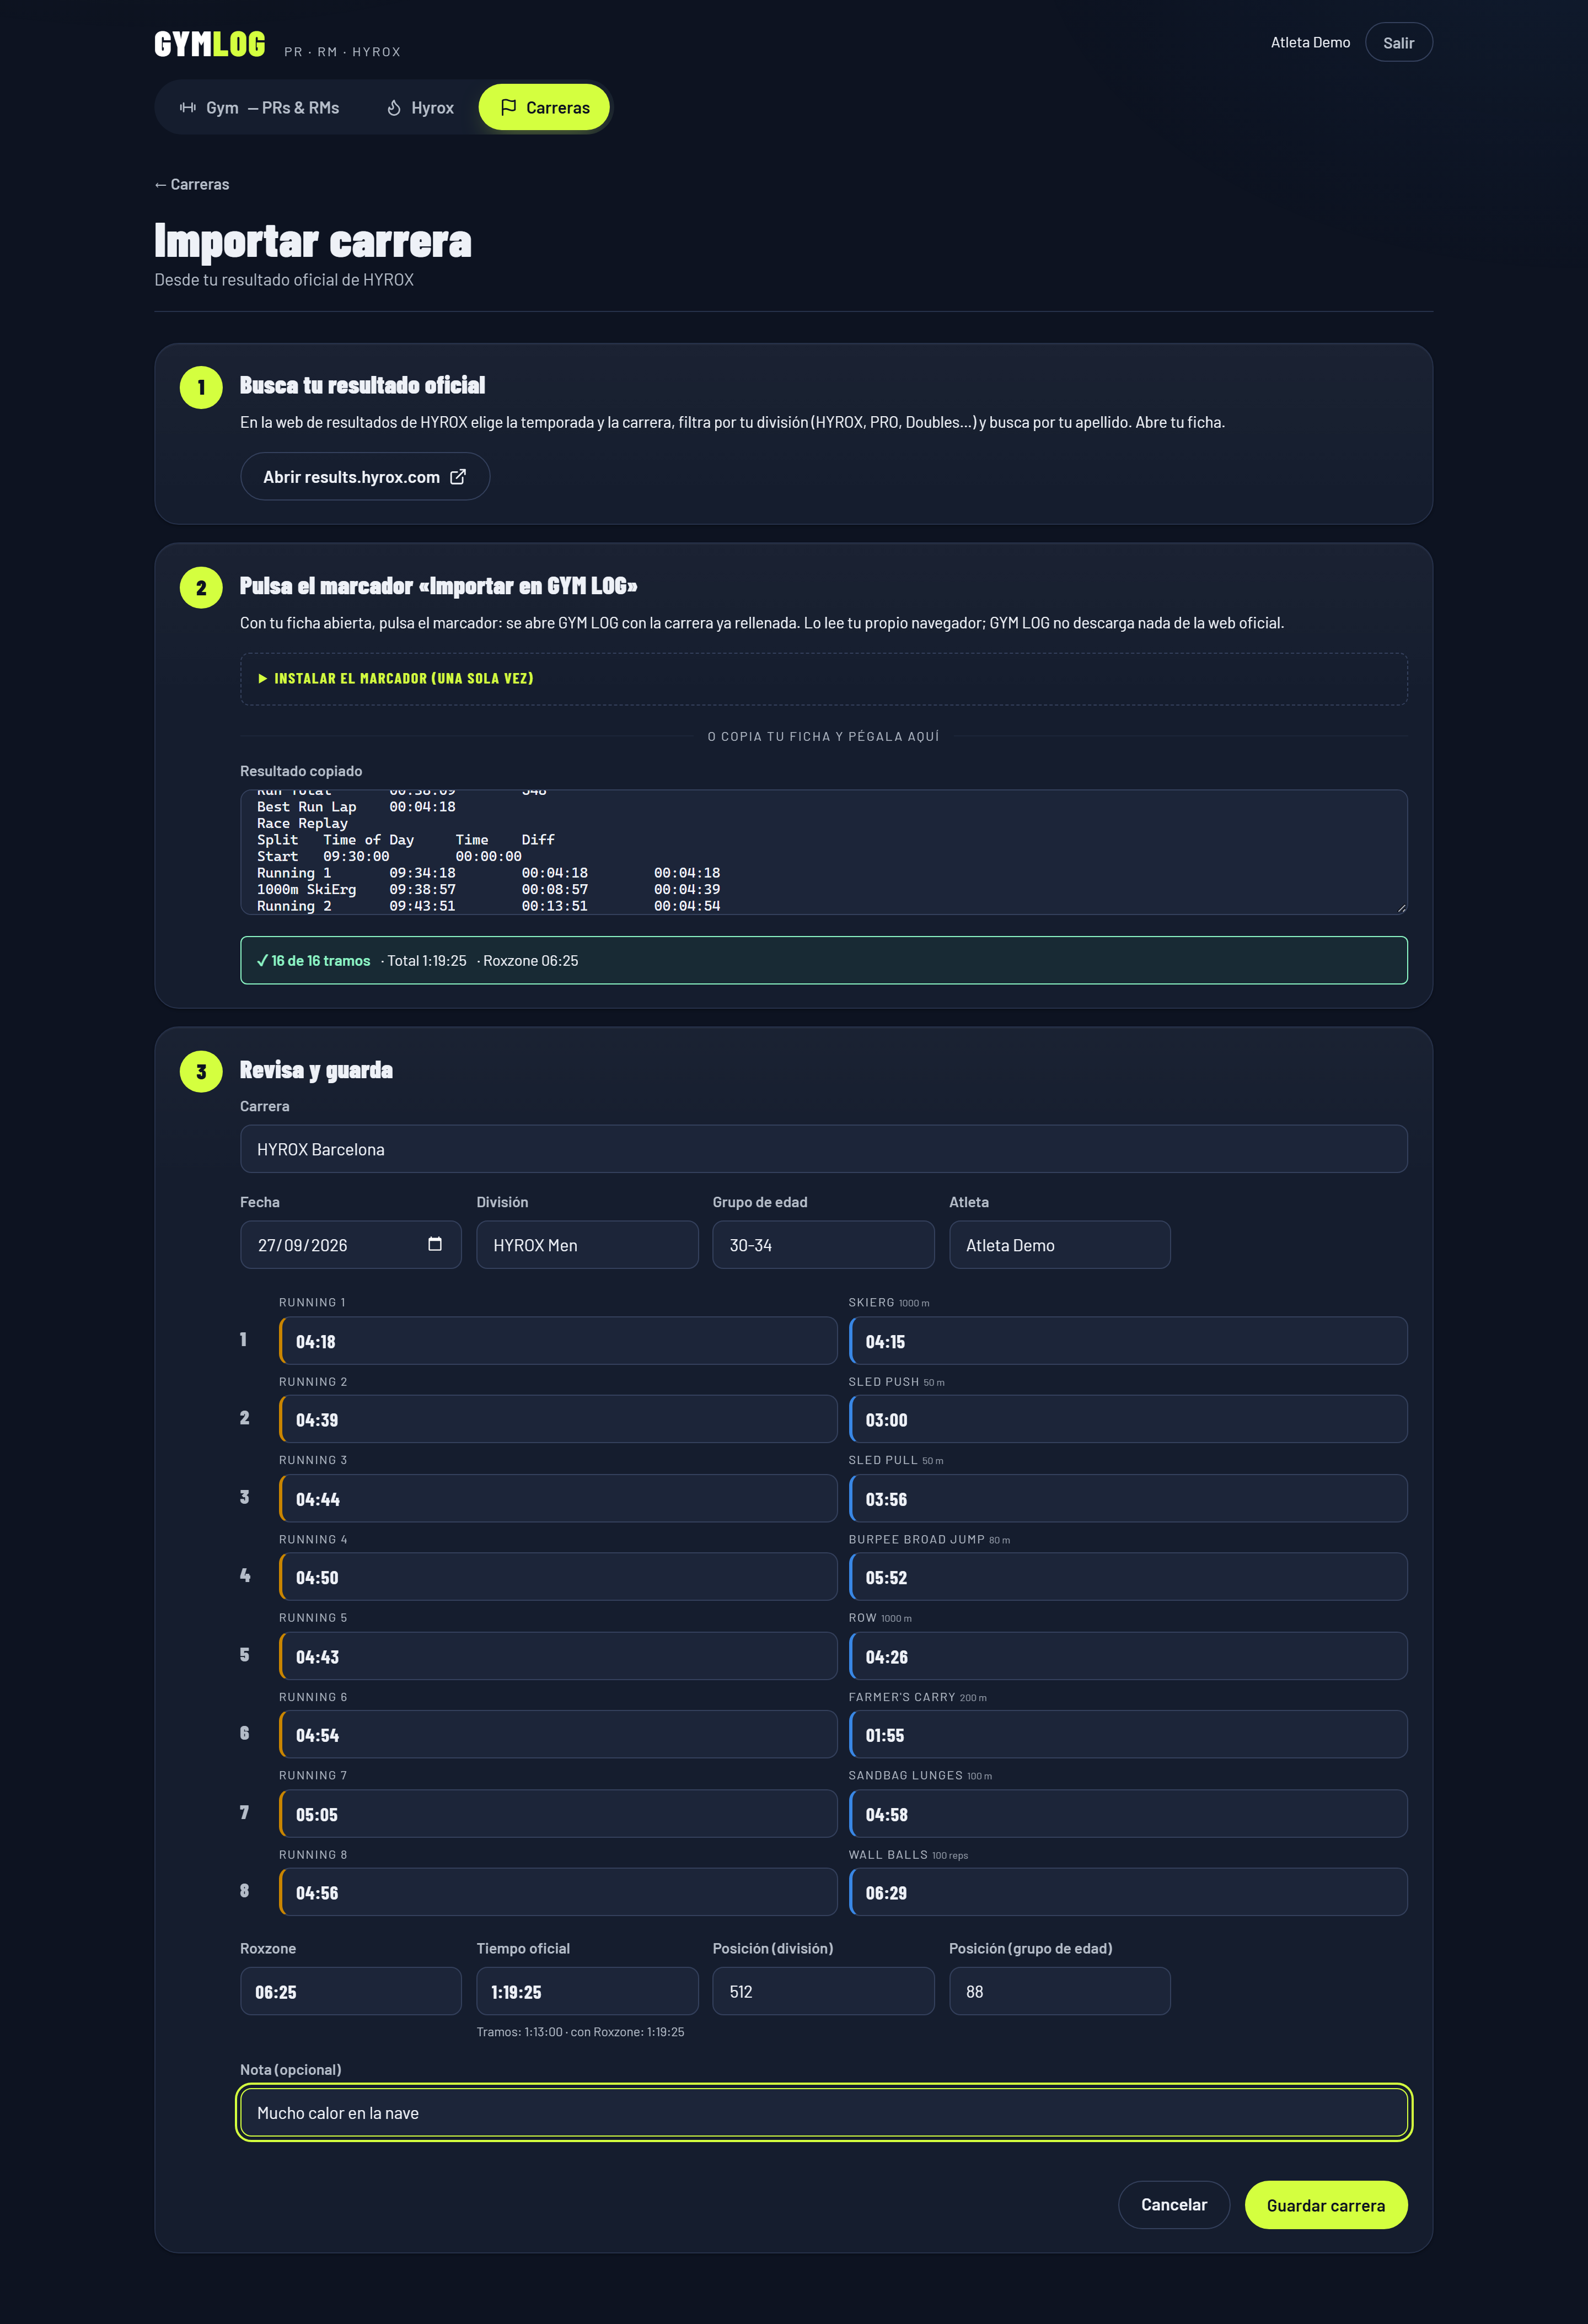 GYMLOG PR · RM · HYROX
Atleta Demo Salir
Gym — PRs & RMs Hyrox Carreras
← Carreras
Importar carrera
Desde tu resultado oficial de HYROX
1 Busca tu resultado oficial
En la web de resultados de HYROX elige la temporada y la carrera, filtra por tu división (HYROX, PRO, Doubles...) y busca por tu apellido. Abre tu ficha.
Abrir results.hyrox.com
2 Pulsa el marcador «Importar en GYM LOG»
Con tu ficha abierta, pulsa el marcador: se abre GYM LOG con la carrera ya rellenada. Lo lee tu propio navegador; GYM LOG no descarga nada de la web oficial.
▶ INSTALAR EL MARCADOR (UNA SOLA VEZ)
O COPIA TU FICHA Y PÉGALA AQUÍ
Resultado copiado
Run Total 00:38:09 348
Best Run Lap 00:04:18
Race Replay
Split Time of Day Time Diff
Start 09:30:00 00:00:00
Running 1 09:34:18 00:04:18 00:04:18
1000m SkiErg 09:38:57 00:08:57 00:04:39
Running 2 09:43:51 00:13:51 00:04:54
✓ 16 de 16 tramos · Total 1:19:25 · Roxzone 06:25
3 Revisa y guarda
Carrera
HYROX Barcelona
Fecha División Grupo de edad Atleta
27/09/2026 HYROX Men 30-34 Atleta Demo
RUNNING 1 SKIERG 1000 m
1 04:18 04:15
RUNNING 2 SLED PUSH 50 m
2 04:39 03:00
RUNNING 3 SLED PULL 50 m
3 04:44 03:56
RUNNING 4 BURPEE BROAD JUMP 80 m
4 04:50 05:52
RUNNING 5 ROW 1000 m
5 04:43 04:26
RUNNING 6 FARMER'S CARRY 200 m
6 04:54 01:55
RUNNING 7 SANDBAG LUNGES 100 m
7 05:05 04:58
RUNNING 8 WALL BALLS 100 reps
8 04:56 06:29
Roxzone Tiempo oficial Posición (división) Posición (grupo de edad)
06:25 1:19:25 512 88
Tramos: 1:13:00 · con Roxzone: 1:19:25
Nota (opcional)
Mucho calor en la nave
Cancelar Guardar carrera